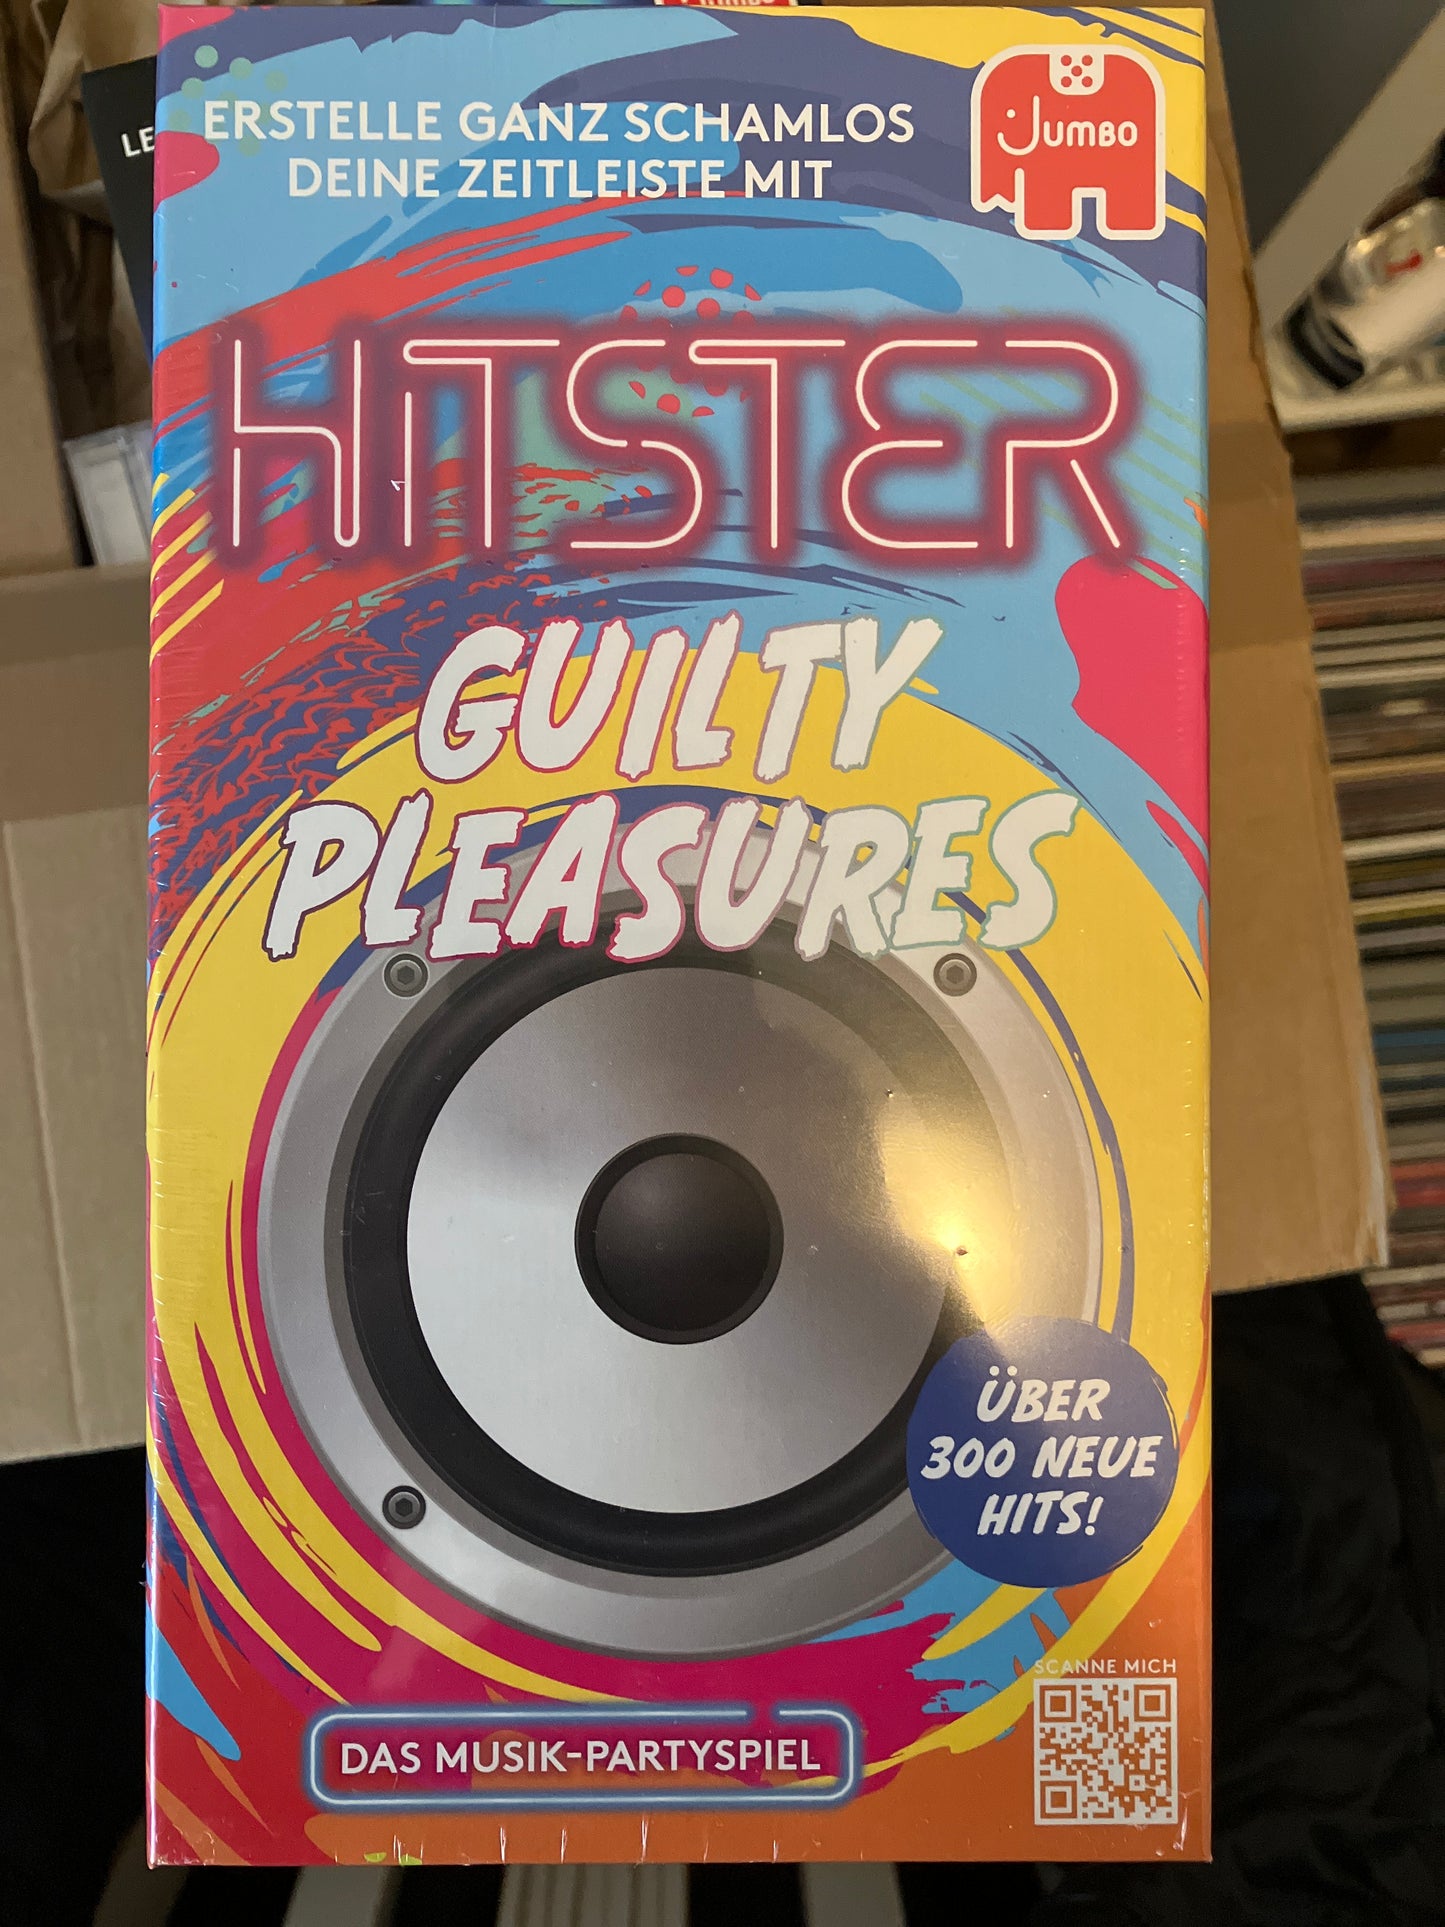 LE
ERSTELLE GANZ SCHAMLOS
DEINE ZEITLEISTE MIT
JUMBO
HITSTER
GUILTY
PLEASURES
ÜBER
300 NEUE
HITS!
SCANNE MICH
DAS MUSIK-PARTYSPIEL